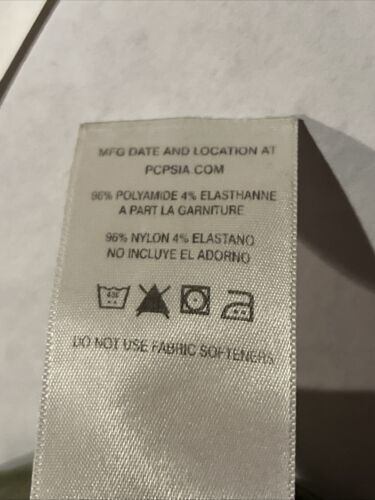 MFG DATE AND LOCATION AT
PCPSIA.COM
96% POLYAMIDE 4% ELASTHANNE
A PART LA GARNITURE
96% NYLON 4% ELASTANO
NO INCLUYE EL ADORNO
DO NOT USE FABRIC SOFTENERS